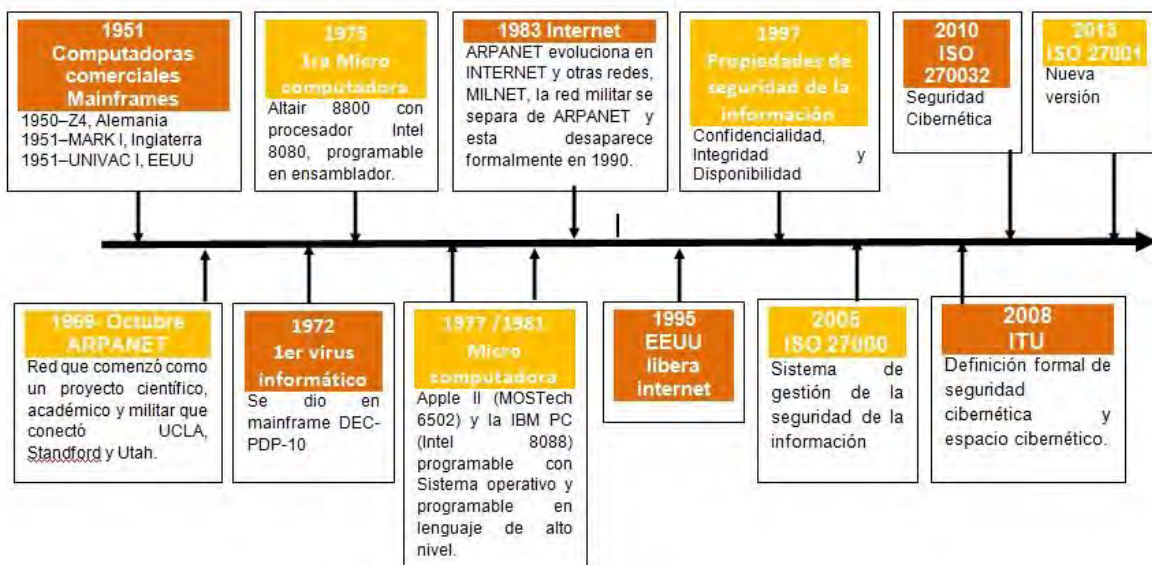 1951
Computadoras
comerciales
Mainframes
1950–Z4, Alemania
1951–MARK I, Inglaterra
1951–UNIVAC I, EEUU
1975
1ra Micro
computadora
Altair 8800 con
procesador Intel
8080, programable
en ensamblador.
1983 Internet
ARPANET evoluciona en
INTERNET y otras redes,
MILNET, la red militar se
separa de ARPANET y
esta desaparece
formalmente en 1990.
1997
Propiedades de
seguridad de la
información
Confidencialidad,
Integridad y
Disponibilidad
2010
ISO
270032
Seguridad
Cibernética
2013
ISO 27001
Nueva
versión
1969- Octubre
ARPANET
Red que comenzó como
un proyecto científico,
académico y militar que
conectó UCLA,
Standford y Utah.
1972
1er virus
informático
Se dio en
mainframe DEC-
PDP-10
1977 /1981
Micro
computadora
Apple II (MOSTech
6502) y la IBM PC
(Intel 8088)
programable con
Sistema operativo y
programable en
lenguaje de alto
nivel.
1995
EEUU
libera
internet
2005
ISO 27000
Sistema de
gestión de la
seguridad de la
información
2008
ITU
Definición formal de
seguridad
cibernética y
espacio cibernético.